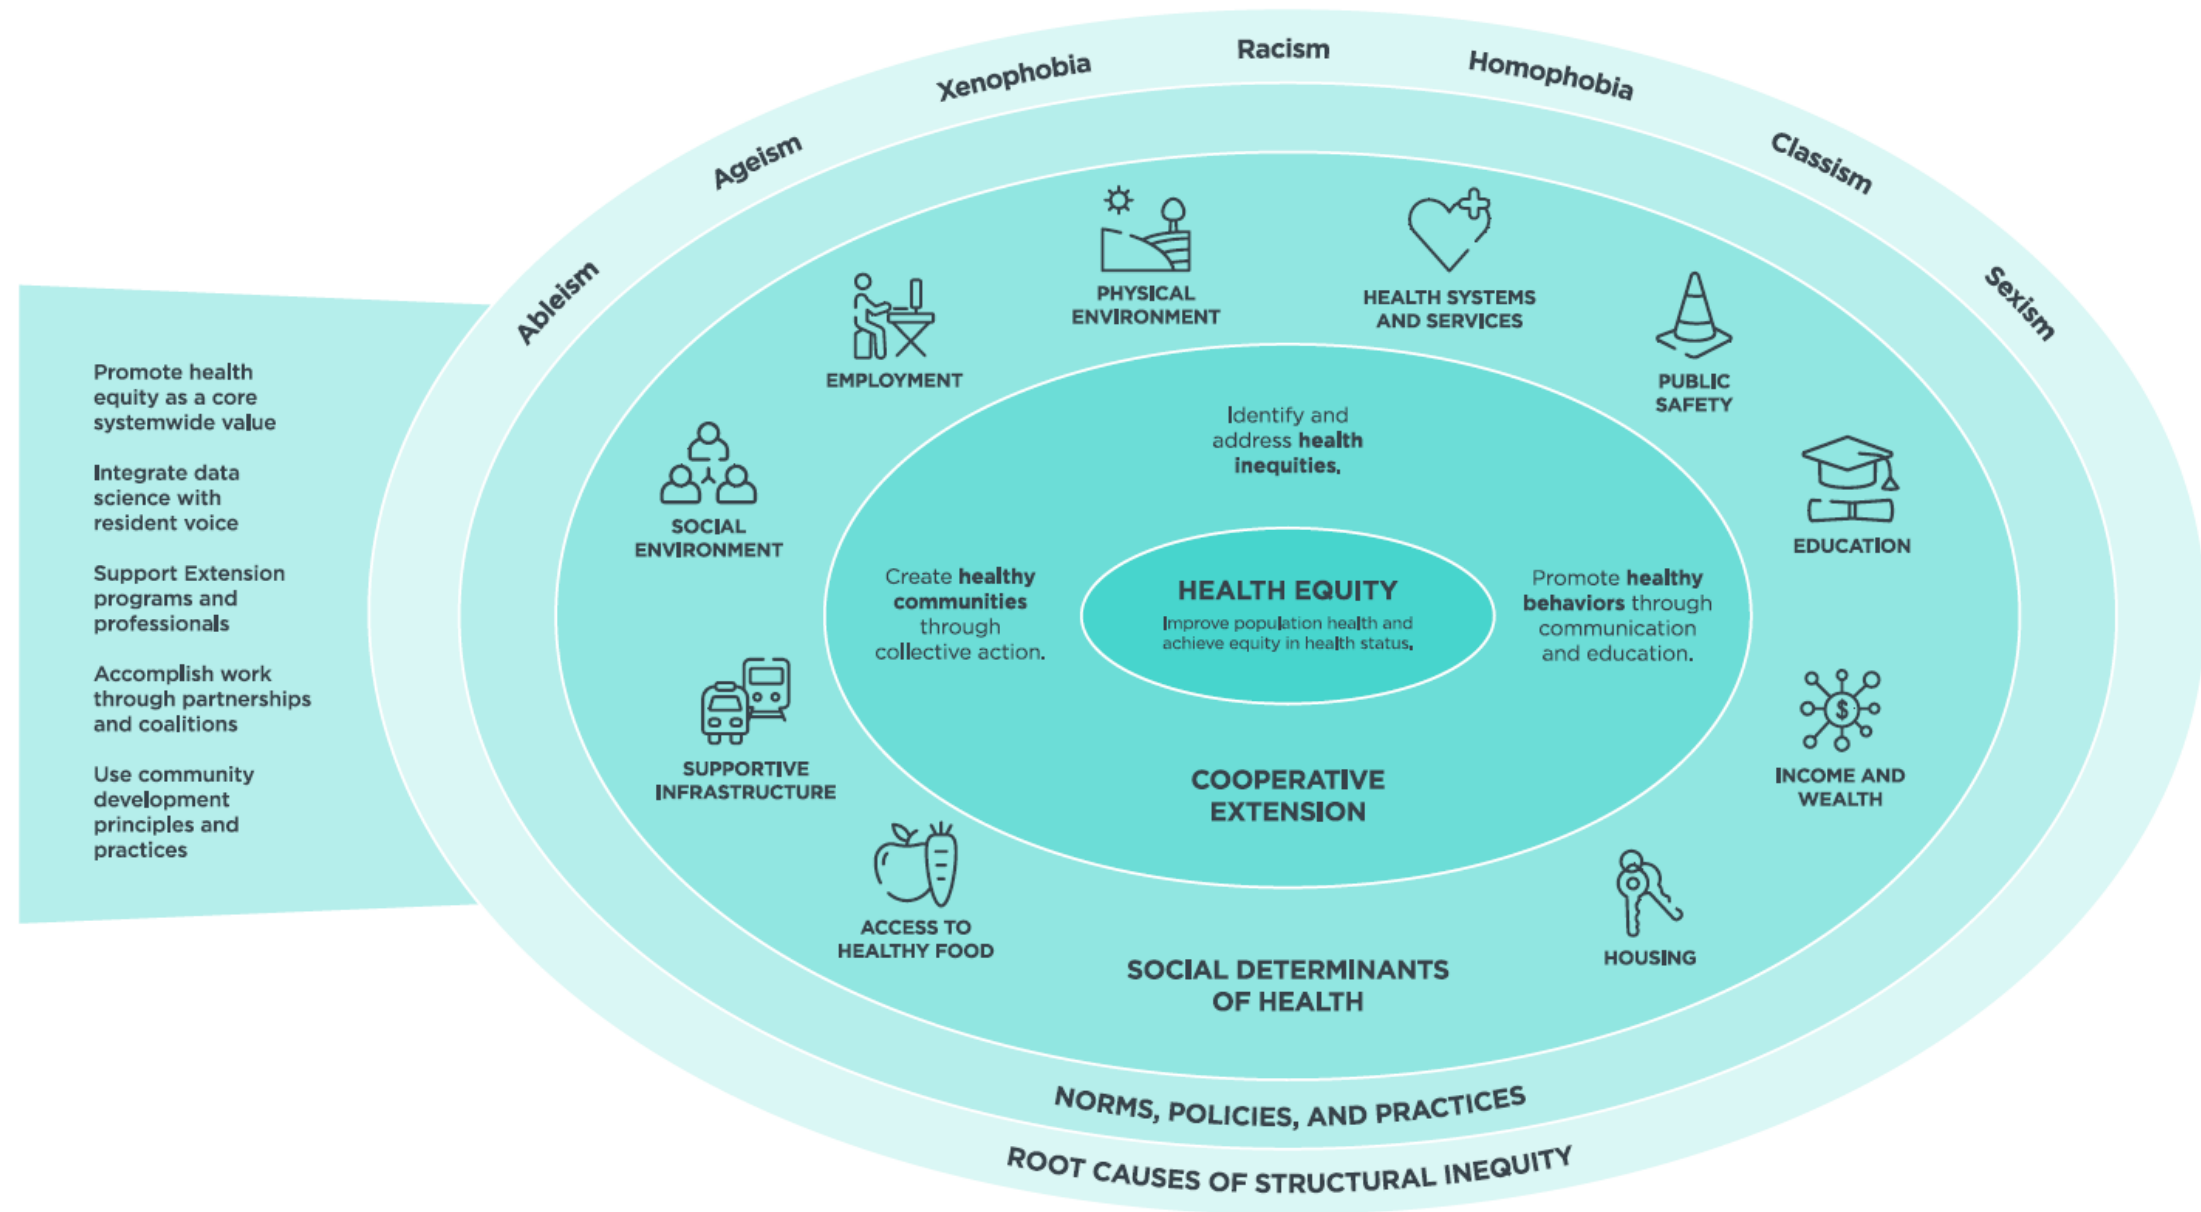 Racism
Xenophobia
Homophobia
Ageism
Classism
Ableism
Sexism
Promote health
equity as a core
systemwide value
Integrate data
science with
resident voice
Support Extension
programs and
professionals
Accomplish work
through partnerships
and coalitions
Use community
development
principles and
practices
PHYSICAL
ENVIRONMENT
HEALTH SYSTEMS
AND SERVICES
EMPLOYMENT
PUBLIC
SAFETY
SOCIAL
ENVIRONMENT
EDUCATION
SUPPORTIVE
INFRASTRUCTURE
INCOME AND
WEALTH
$
ACCESS TO
HEALTHY FOOD
HOUSING
Identify and
address health
inequities.
Create healthy
communities
through
collective action.
HEALTH EQUITY
Improve population health and
achieve equity in health status.
Promote healthy
behaviors through
communication
and education.
COOPERATIVE
EXTENSION
SOCIAL DETERMINANTS
OF HEALTH
NORMS, POLICIES, AND PRACTICES
ROOT CAUSES OF STRUCTURAL INEQUITY